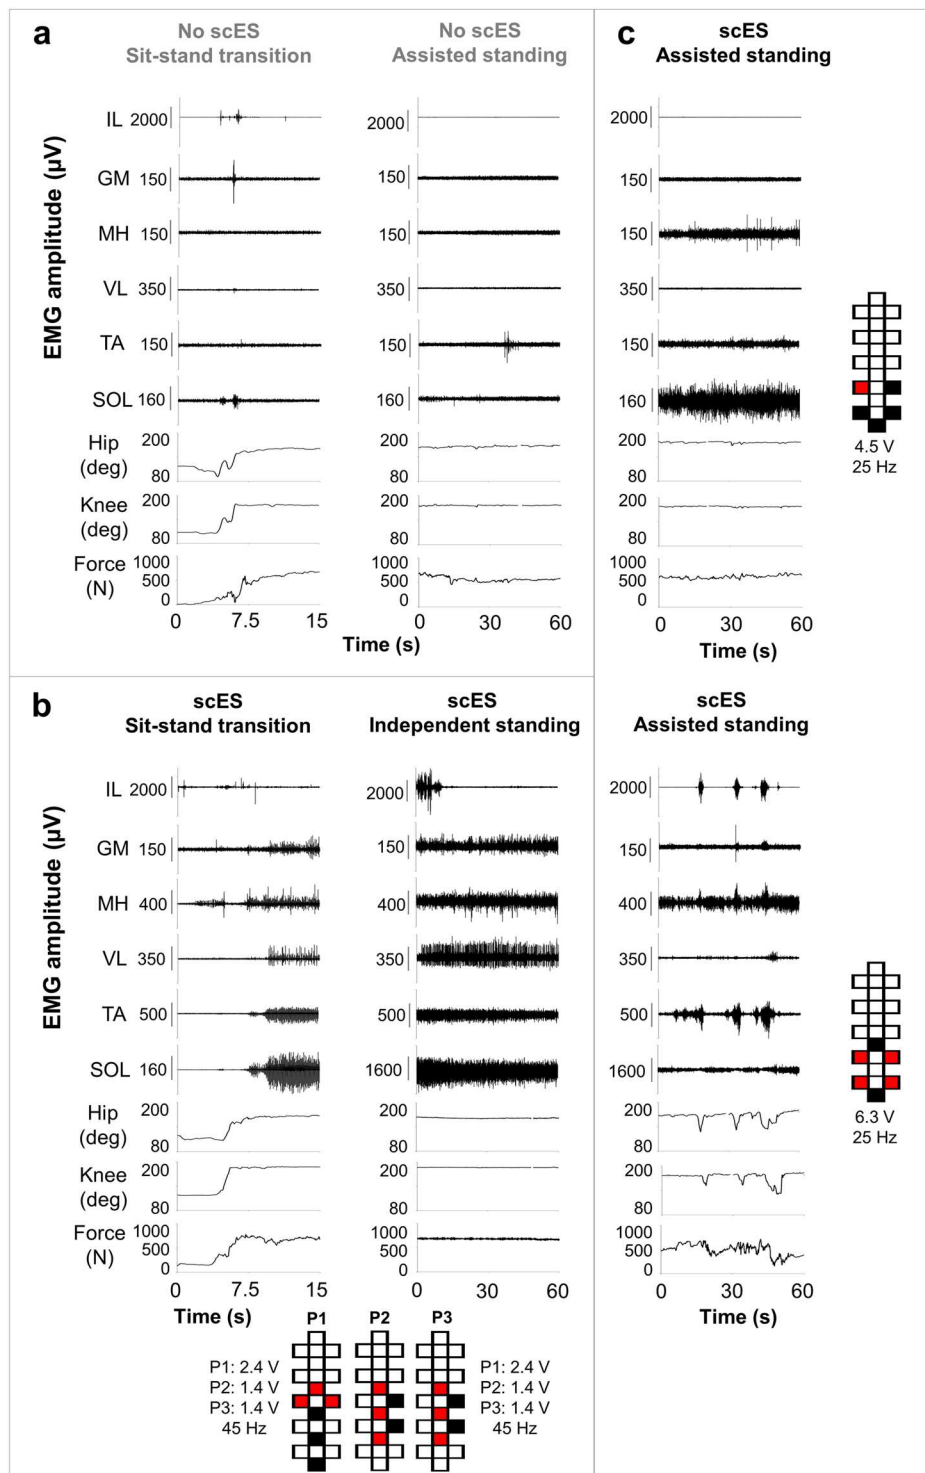 a
No scES
Sit-stand transition
No scES
Assisted standing
EMG amplitude (µV)
IL 2000
GM 150
MH 150
VL 350
TA 150
SOL 160
Hip (deg)
200
80
Knee (deg)
200
80
Force (N)
1000
500
0
0 7.5 15
2000
150
150
350
150
160
200
80
200
80
1000
500
0
0 30 60
Time (s)
c
scES
Assisted standing
2000
150
150
350
150
160
200
80
200
80
1000
500
0
0 30 60
4.5 V
25 Hz
b
scES
Sit-stand transition
scES
Independent standing
EMG amplitude (µV)
IL 2000
GM 150
MH 400
VL 350
TA 500
SOL 160
Hip (deg)
200
80
Knee (deg)
200
80
Force (N)
1000
500
0
0 7.5 15
Time (s)
2000
150
400
350
500
1600
200
80
200
80
1000
500
0
0 30 60
Time (s)
P1 P2 P3
P1: 2.4 V
P2: 1.4 V
P3: 1.4 V
45 Hz
P1: 2.4 V
P2: 1.4 V
P3: 1.4 V
45 Hz
scES
Assisted standing
2000
150
400
350
500
1600
200
80
200
80
1000
500
0
0 30 60
Time (s)
6.3 V
25 Hz